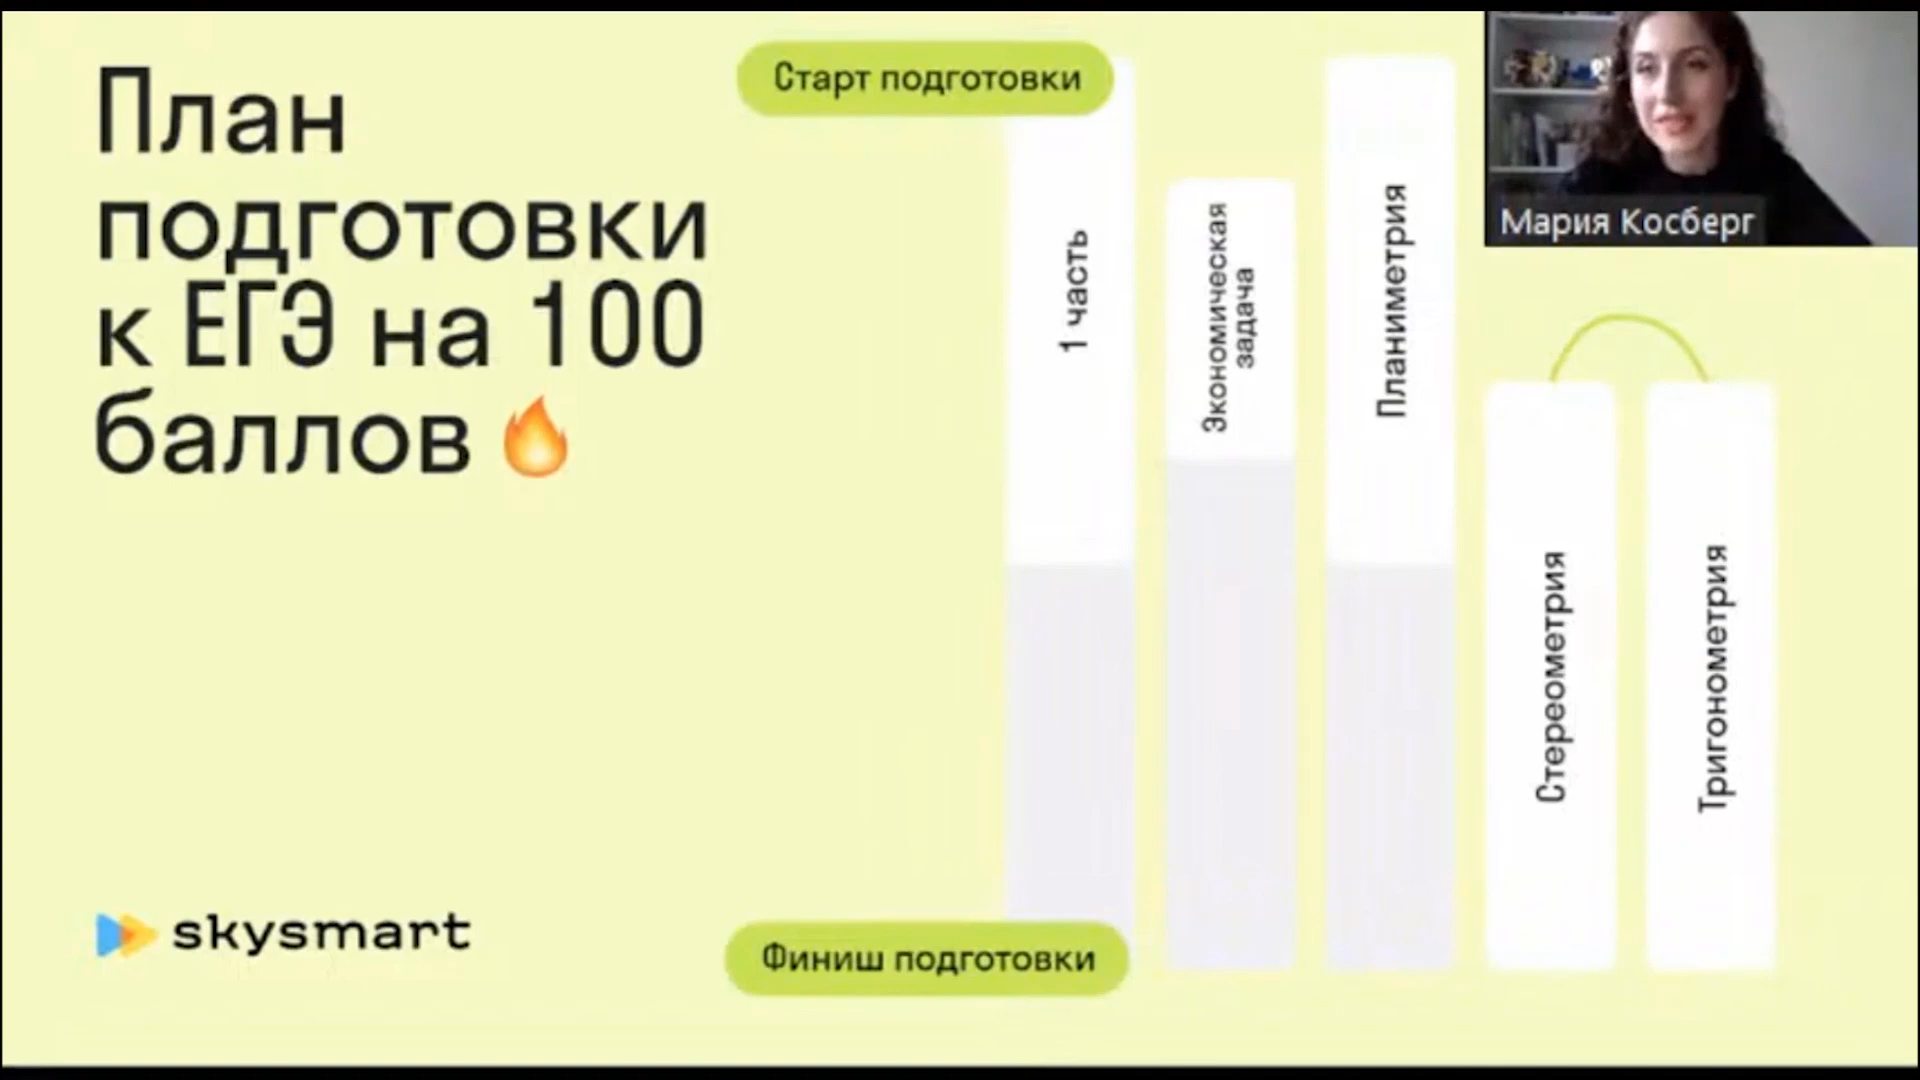 План
подготовки
к ЕГЭ на 100
баллов
Старт подготовки
1 часть
Экономическая
задача
Планиметрия
Стереометрия
Тригонометрия
Мария Косберг
skysmart
Финиш подготовки